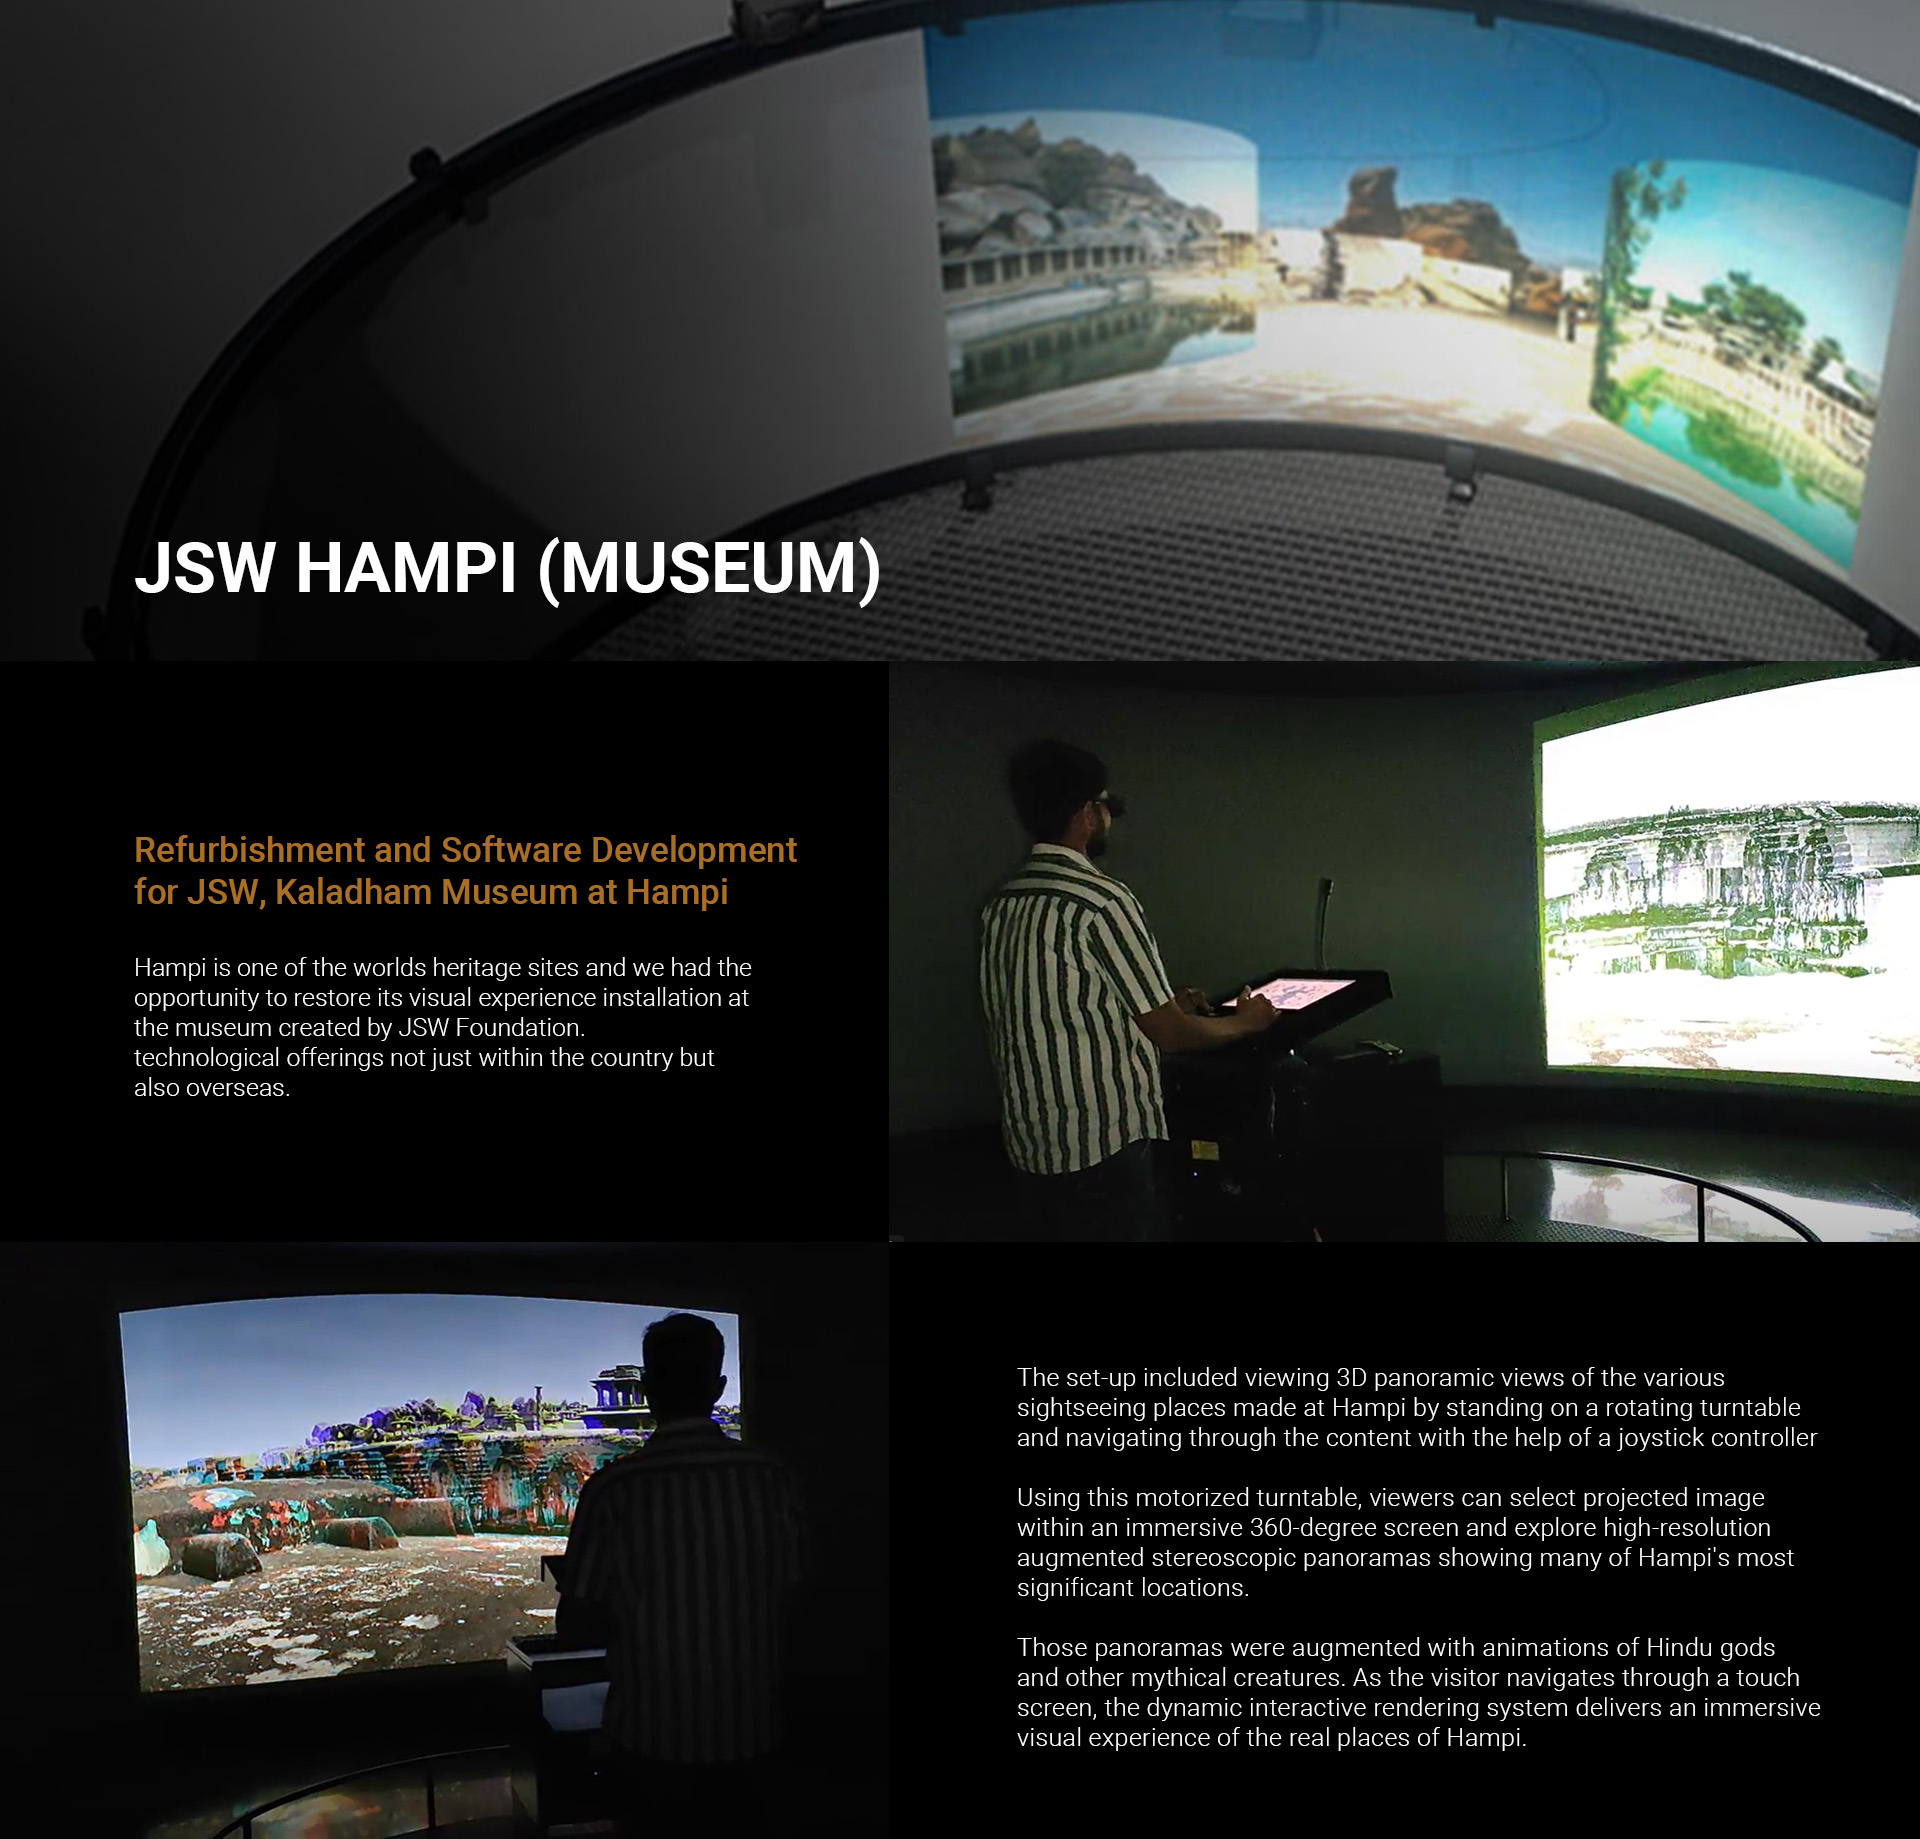 JSW HAMPI (MUSEUM)
Refurbishment and Software Development
for JSW, Kaladham Museum at Hampi
Hampi is one of the worlds heritage sites and we had the
opportunity to restore its visual experience installation at
the museum created by JSW Foundation.
technological offerings not just within the country but
also overseas.
The set-up included viewing 3D panoramic views of the various
sightseeing places made at Hampi by standing on a rotating turntable
and navigating through the content with the help of a joystick controller
Using this motorized turntable, viewers can select projected image
within an immersive 360-degree screen and explore high-resolution
augmented stereoscopic panoramas showing many of Hampi's most
significant locations.
Those panoramas were augmented with animations of Hindu gods
and other mythical creatures. As the visitor navigates through a touch
screen, the dynamic interactive rendering system delivers an immersive
visual experience of the real places of Hampi.